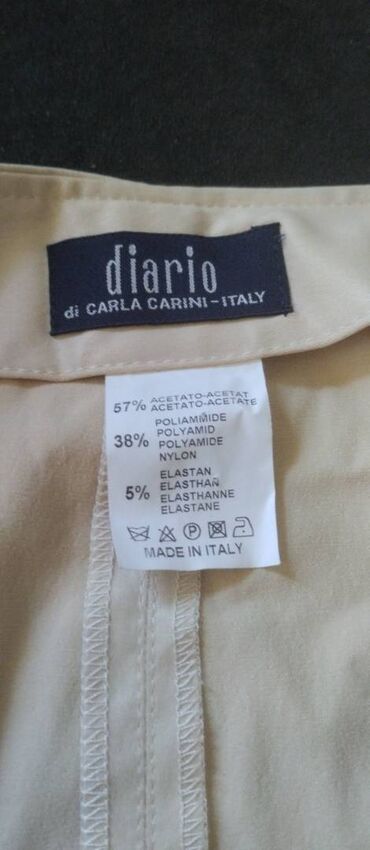 diario
di CARLA CARINI-ITALY
57% ACETATO-ACETAT
ACETATO-ACETATE
38% POLIAMMIDE
POLYAMID
POLYAMIDE
NYLON
5% ELASTAN
ELASTHAN
ELASTHANNE
ELASTANE
P
MADE IN ITALY